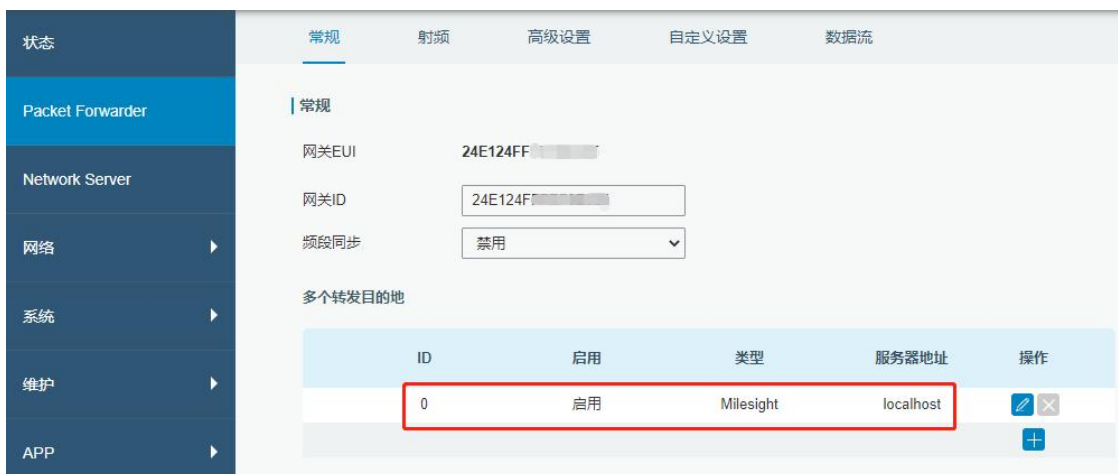 状态
Packet Forwarder
Network Server
网络
系统
维护
APP
常规 射频 高级设置 自定义设置 数据流
常规
网关EUI 24E124FF
网关ID 24E124F
频段同步 禁用
多个转发目的地
ID 启用 类型 服务器地址 操作
0 启用 Milesight localhost